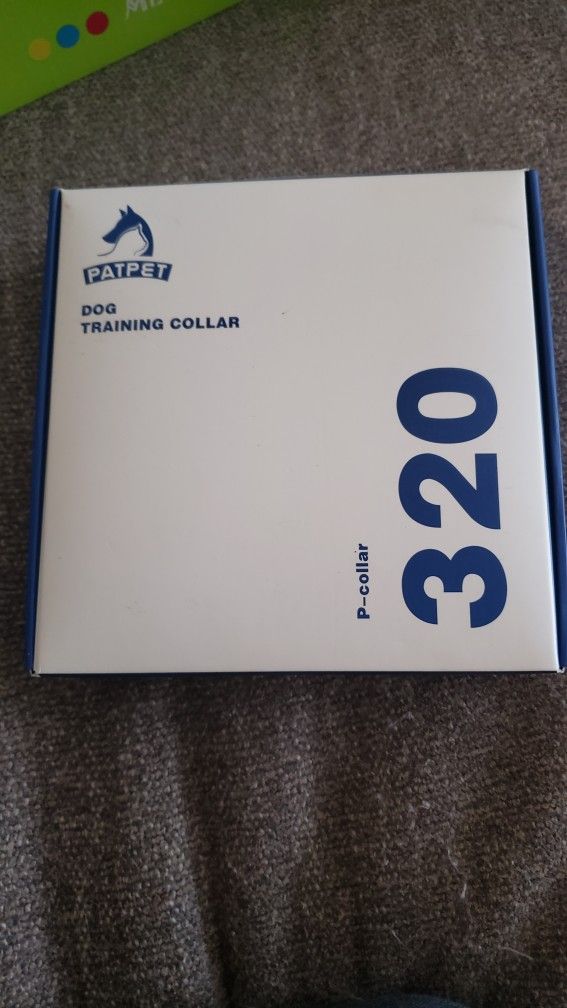 PATPET
DOG
TRAINING COLLAR
P-collar
320